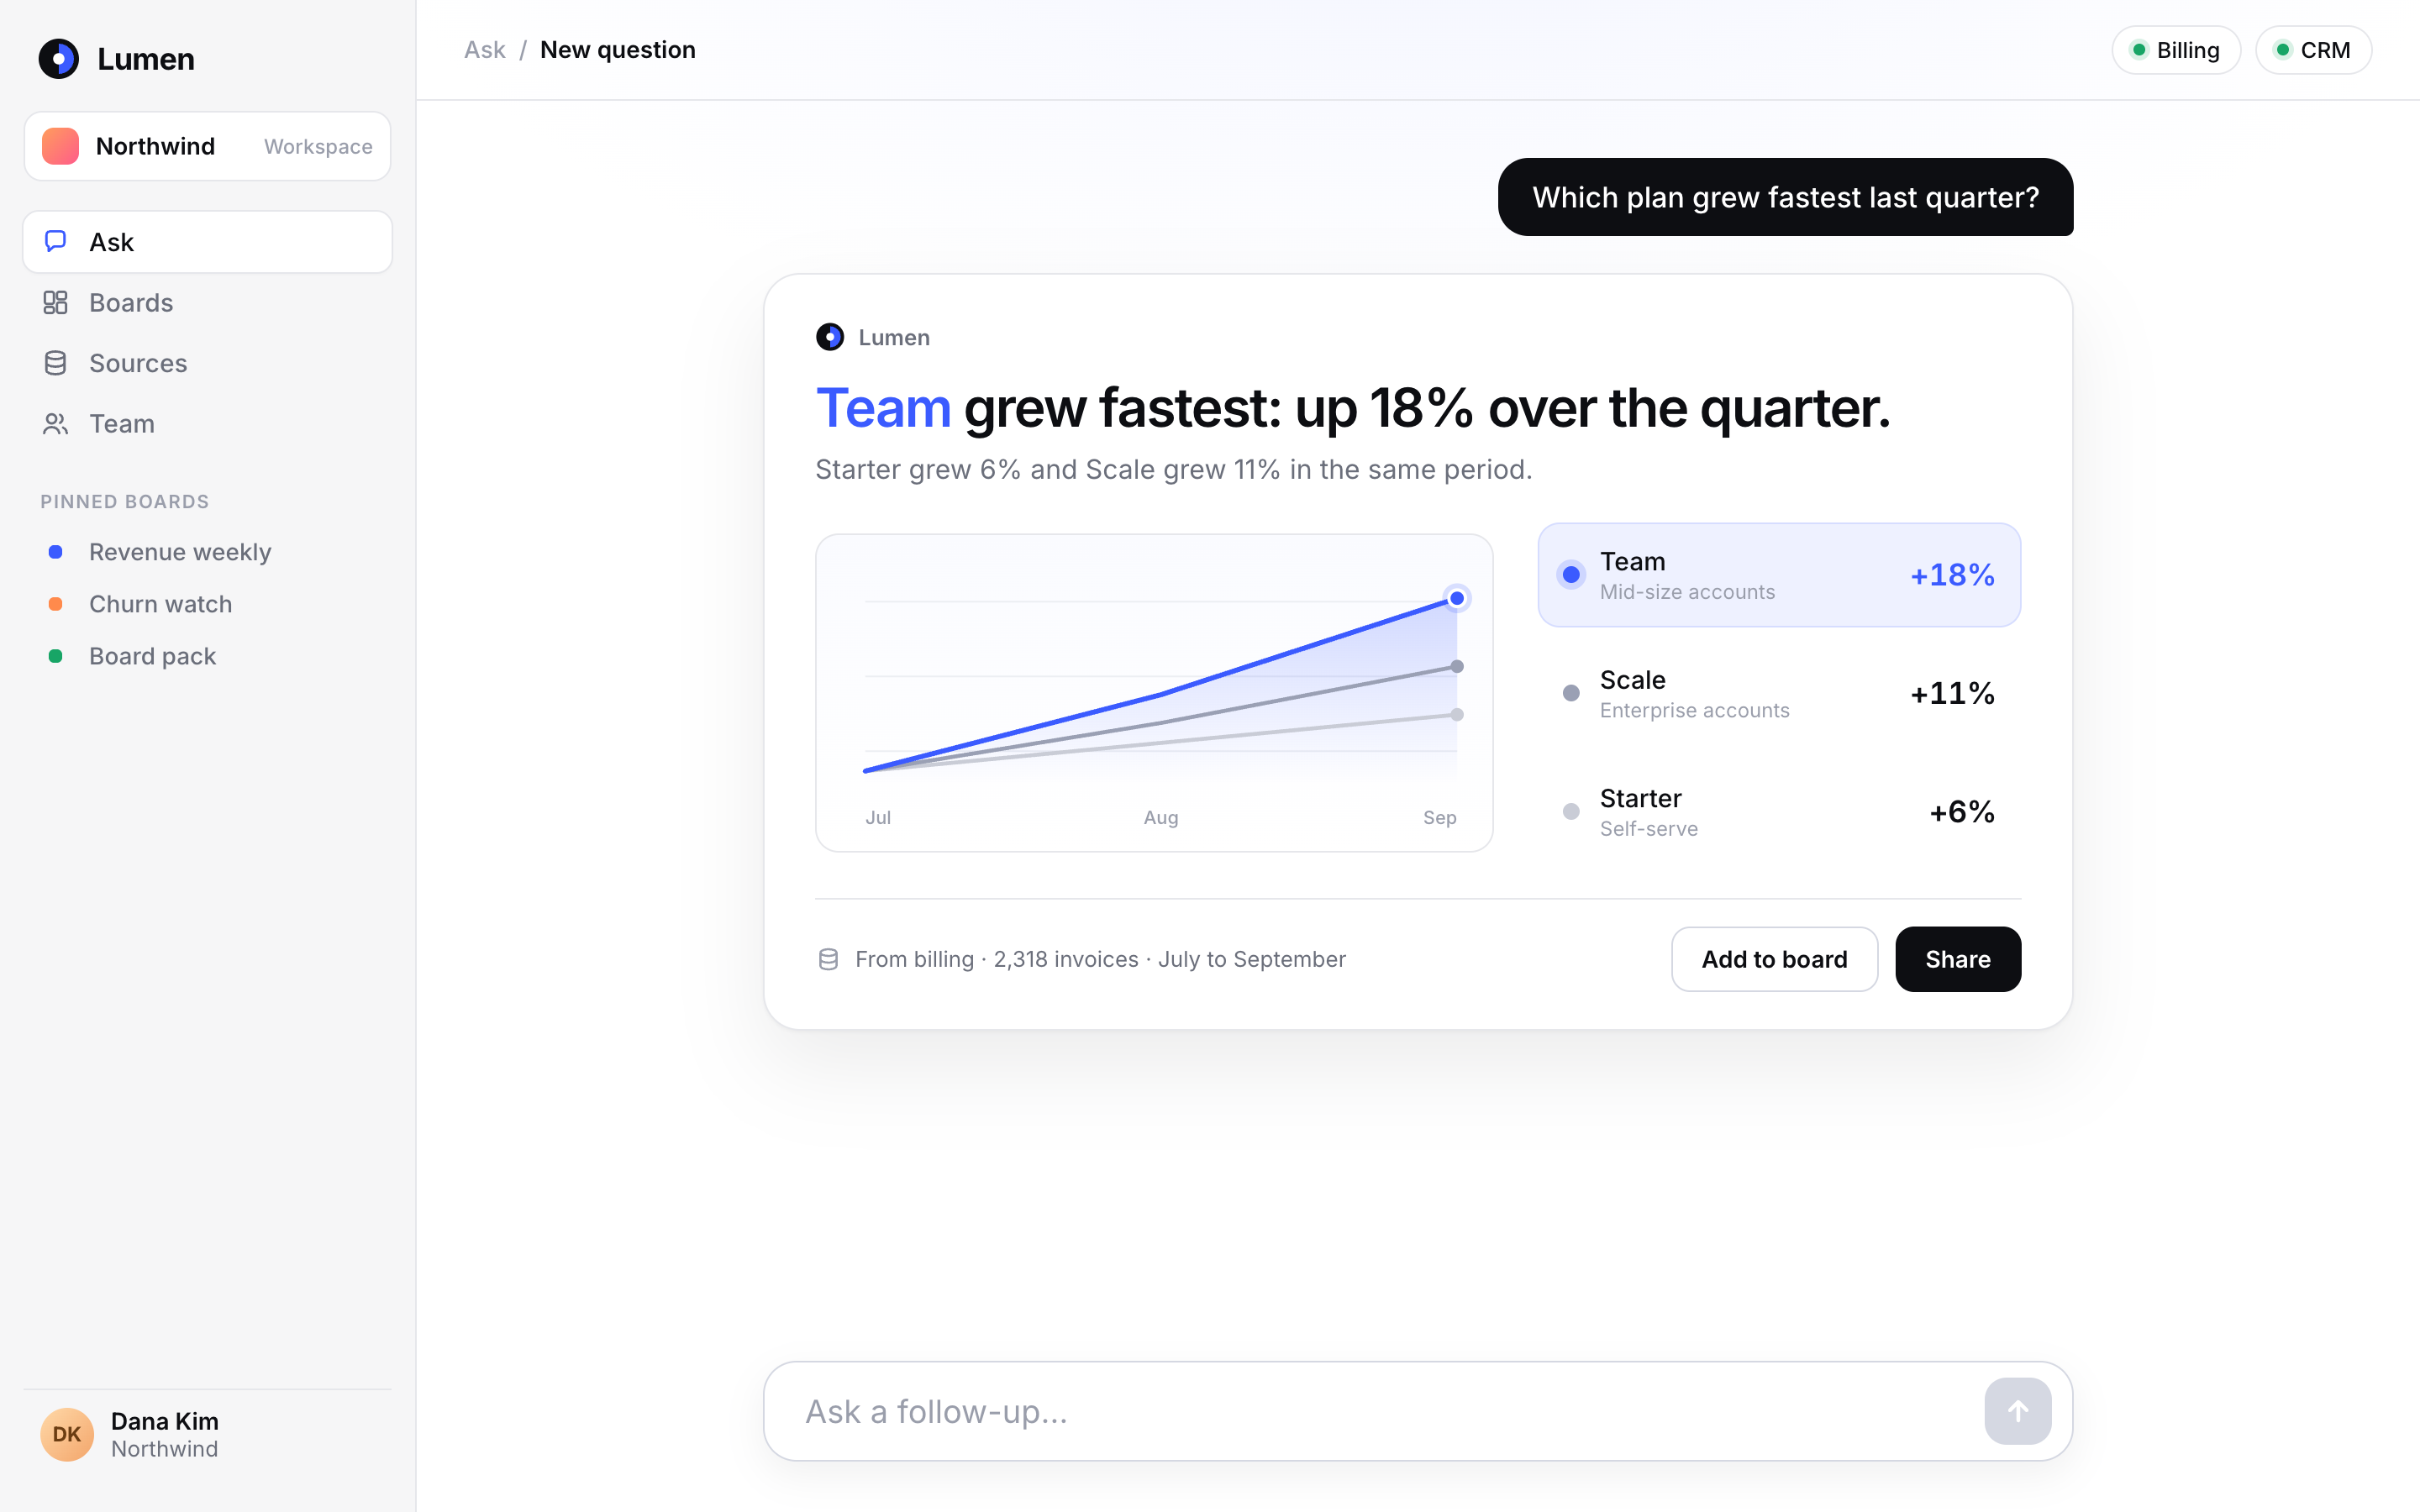 Lumen
Northwind Workspace
Ask
Boards
Sources
Team
PINNED BOARDS
Revenue weekly
Churn watch
Board pack
DK
Dana Kim
Northwind
Ask / New question
Billing
CRM
Which plan grew fastest last quarter?
Lumen
Team grew fastest: up 18% over the quarter.
Starter grew 6% and Scale grew 11% in the same period.
Jul Aug Sep
Team
Mid-size accounts
+18%
Scale
Enterprise accounts
+11%
Starter
Self-serve
+6%
From billing · 2,318 invoices · July to September
Add to board
Share
Ask a follow-up...